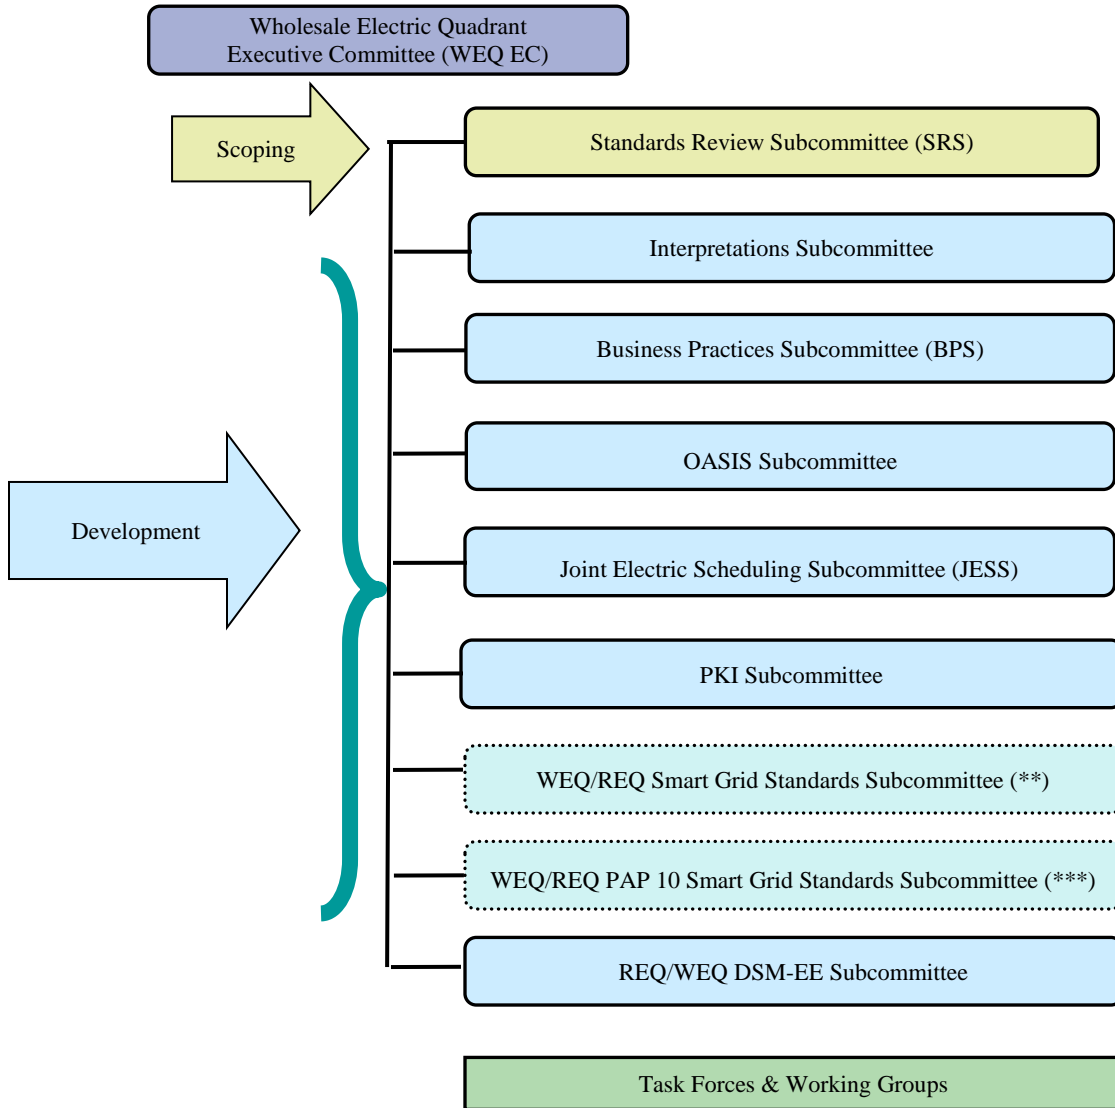 Wholesale Electric Quadrant
Executive Committee (WEQ EC)
Scoping
Standards Review Subcommittee (SRS)
Interpretations Subcommittee
Business Practices Subcommittee (BPS)
OASIS Subcommittee
Development
Joint Electric Scheduling Subcommittee (JESS)
PKI Subcommittee
WEQ/REQ Smart Grid Standards Subcommittee (**)
WEQ/REQ PAP 10 Smart Grid Standards Subcommittee (***)
REQ/WEQ DSM-EE Subcommittee
Task Forces & Working Groups